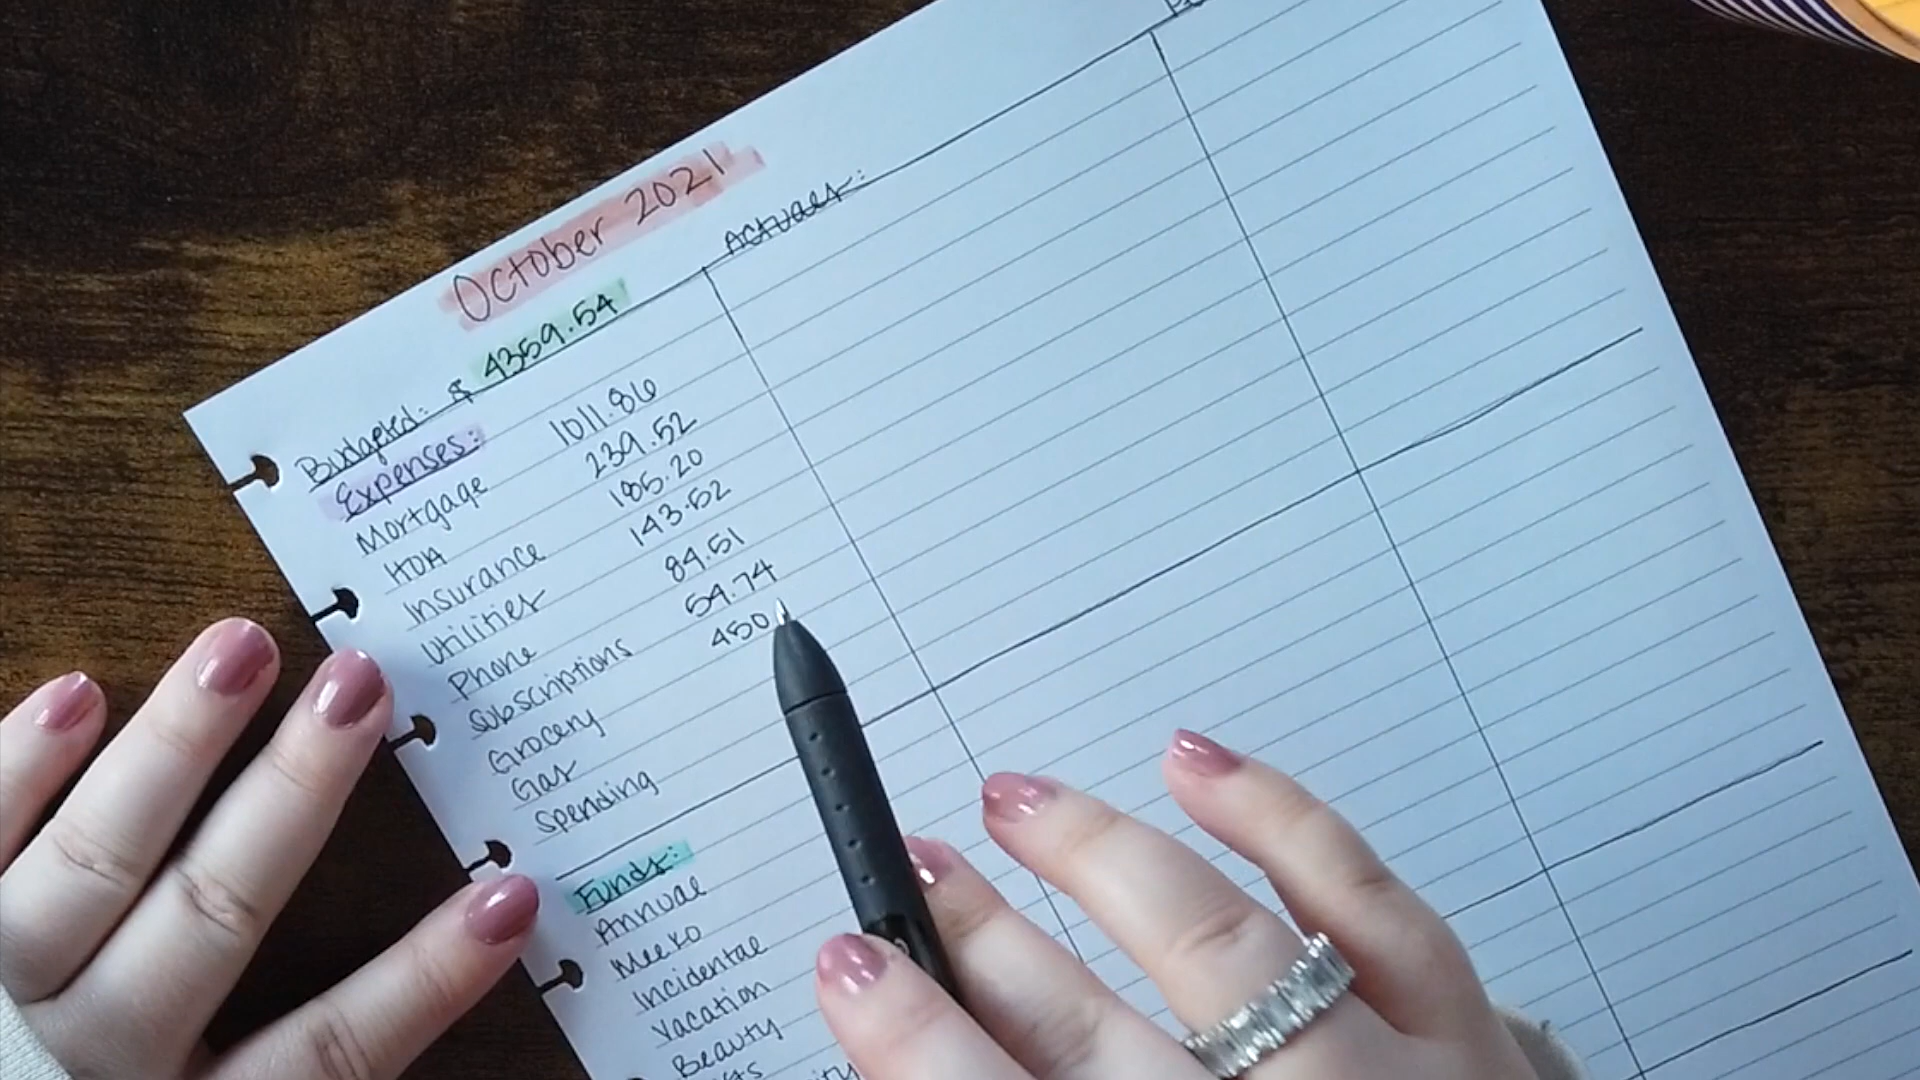 October 2021
Budgeted: $ 4359.54
Actual:
Expenses:
Mortgage 1011.86
HOA 239.52
Insurance 185.20
Utilities 143.52
Phone 84.51
Subscriptions 54.74
Grocery 450
Gas
Spending
Funds:
Annual
Meeko
Incidental
Vacation
Beauty